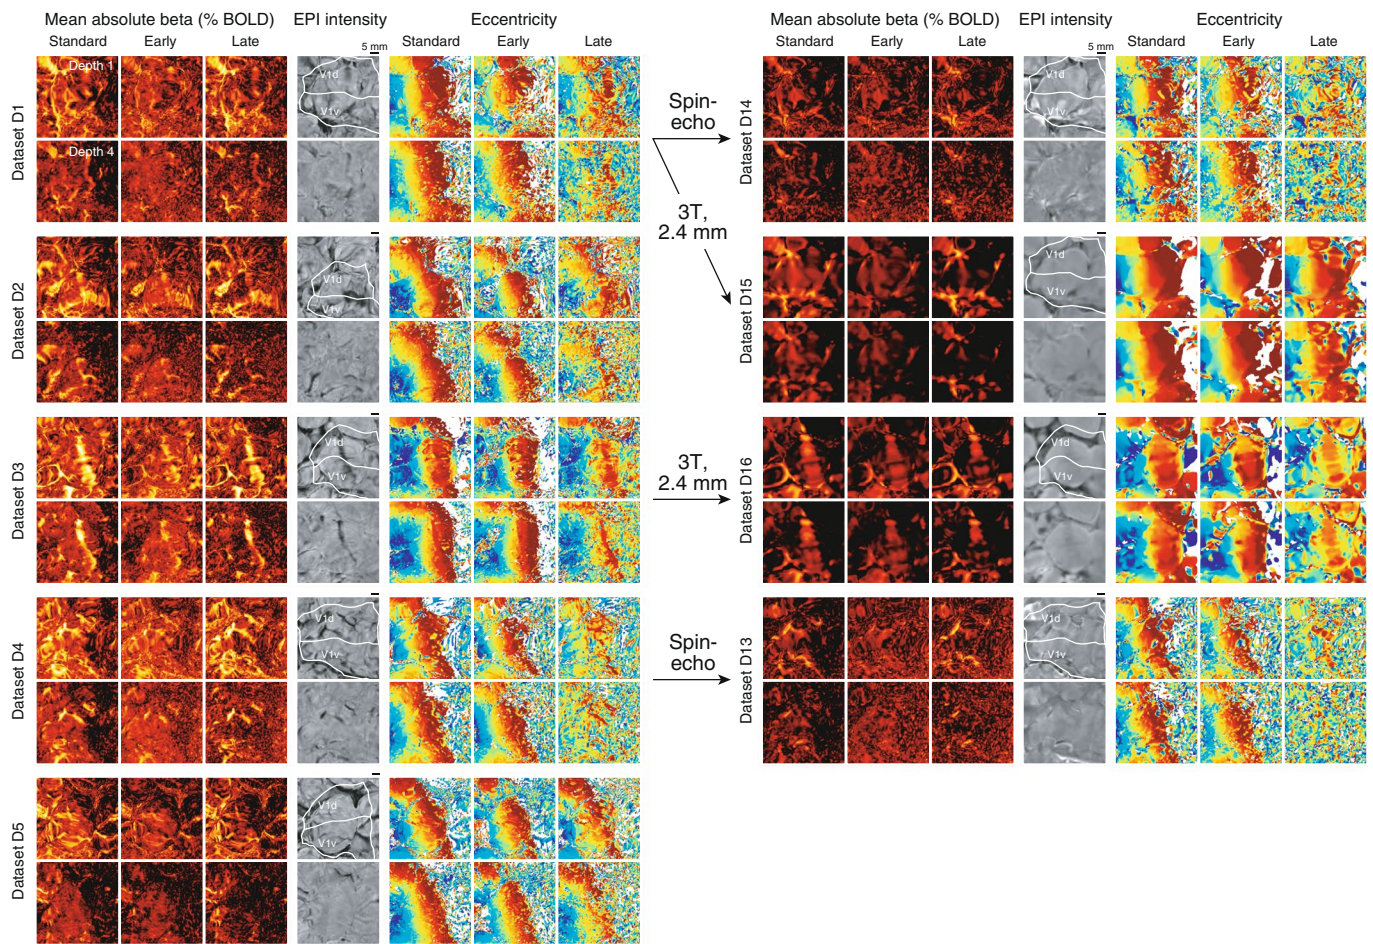 Mean absolute beta (% BOLD) EPI intensity Eccentricity
Standard Early Late Standard Early Late
5 mm
Dataset D1
Depth 1
Depth 4
V1d
V1v
Dataset D2
V1d
V1v
Dataset D3
V1d
V1v
Dataset D4
V1d
V1v
Dataset D5
V1d
V1v
Spin-
echo
3T,
2.4 mm
3T,
2.4 mm
Spin-
echo
Mean absolute beta (% BOLD) EPI intensity Eccentricity
Standard Early Late Standard Early Late
5 mm
Dataset D14
V1d
V1v
Dataset D15
V1d
V1v
Dataset D16
V1d
V1v
Dataset D13
V1d
V1v